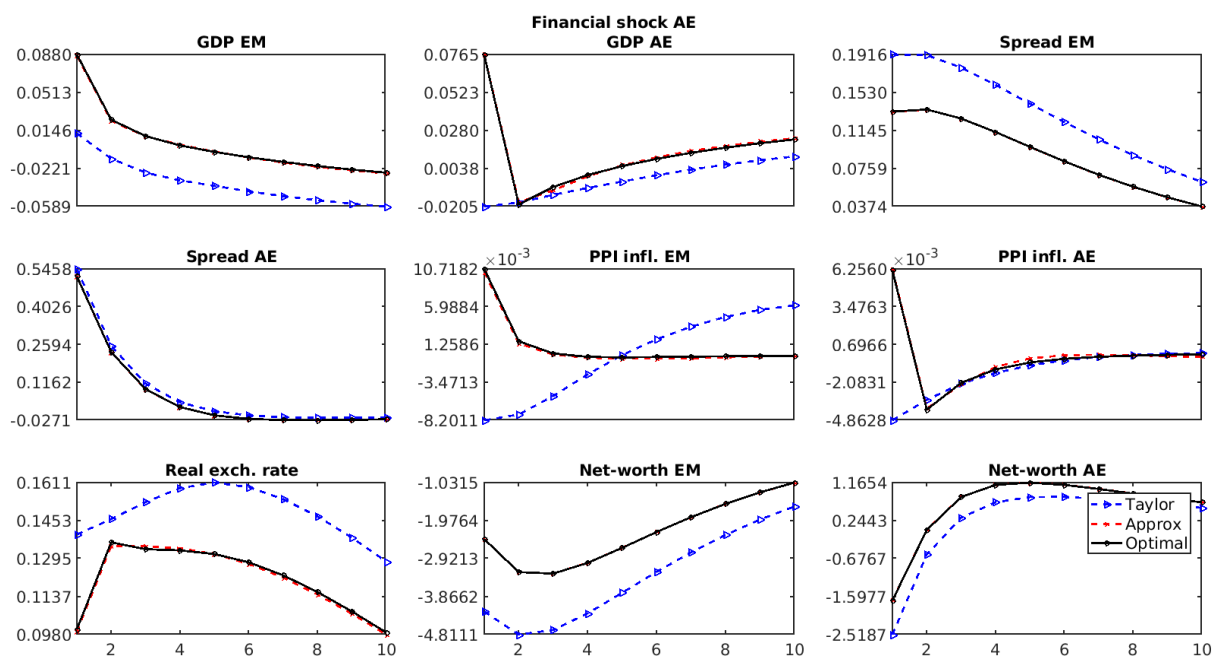 Financial shock AE
GDP EM
GDP AE
Spread EM
0.0880
0.0513
0.0146
-0.0221
-0.0589
0.0765
0.0522
0.0280
0.0038
-0.0205
0.1916
0.1530
0.1145
0.0759
0.0374
Spread AE
PPI infl. EM
PPI infl. AE
0.5458
0.4026
0.2594
0.1162
-0.0271
×10-3
10.7182
5.9884
1.2586
-3.4713
-8.2011
×10-3
6.2560
3.4763
0.6966
-2.0831
-4.8628
Real exch. rate
Net-worth EM
Net-worth AE
0.1611
0.1453
0.1295
0.1137
0.0980
2 4 6 8 10
-1.0315
-1.9764
-2.9213
-3.8662
-4.8111
2 4 6 8 10
1.1654
0.2443
-0.6767
-1.5977
-2.5187
2 4 6 8 10
Taylor
Approx
Optimal